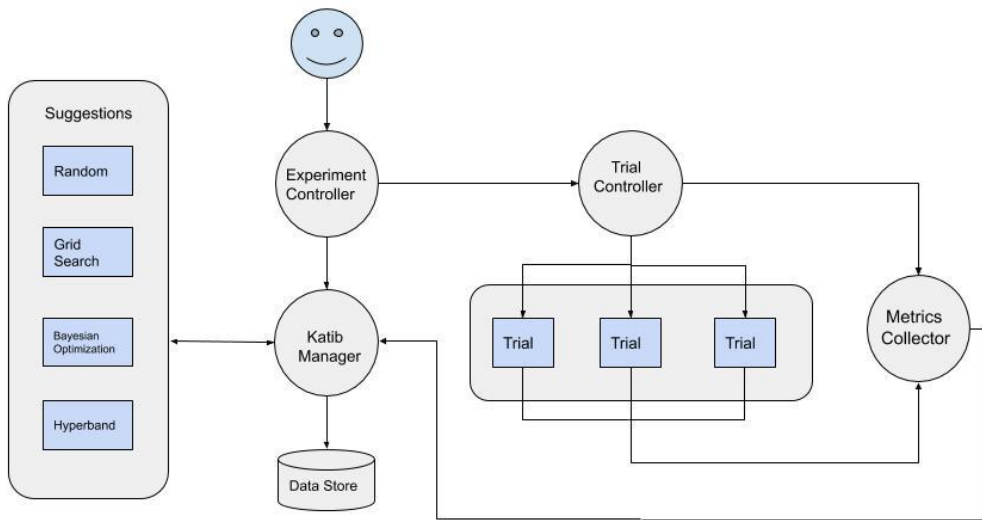 Suggestions
Random
Grid
Search
Bayesian
Optimization
Hyperband
Experiment
Controller
Katib
Manager
Data Store
Trial
Controller
Trial
Trial
Trial
Metrics
Collector